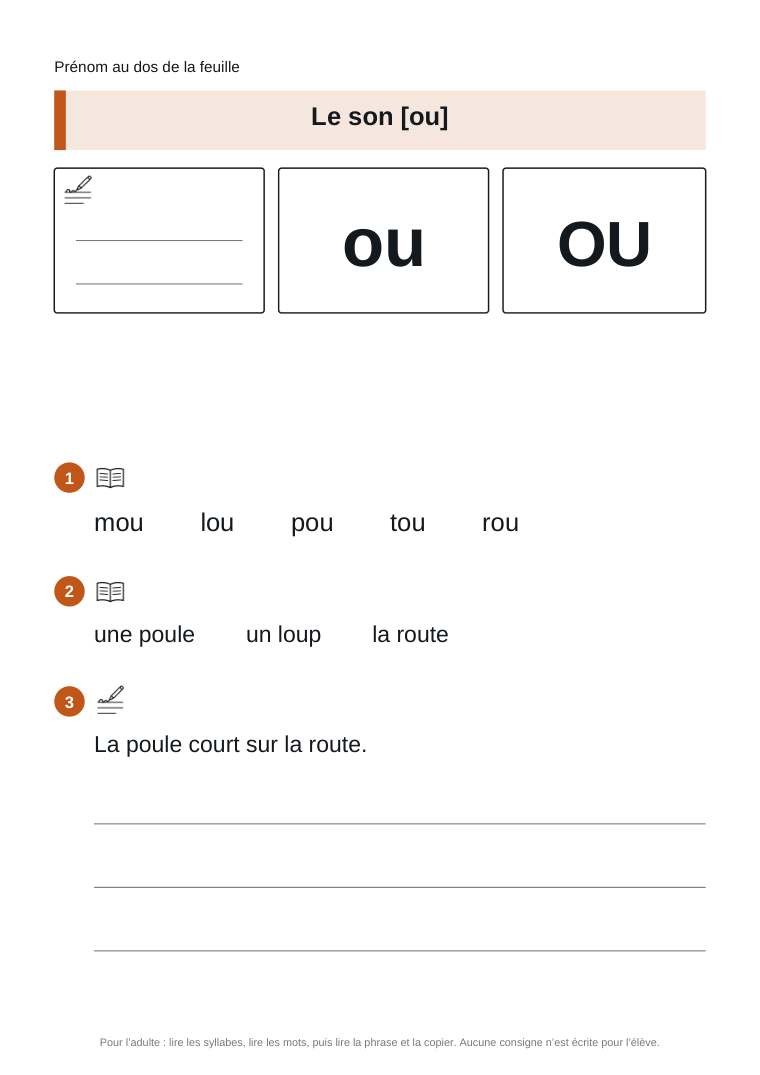 Prénom au dos de la feuille
Le son [ou]
ou OU
1
mou lou pou tou rou
2
une poule un loup la route
3
La poule court sur la route.
Pour l’adulte : lire les syllabes, lire les mots, puis lire la phrase et la copier. Aucune consigne n’est écrite pour l’élève.